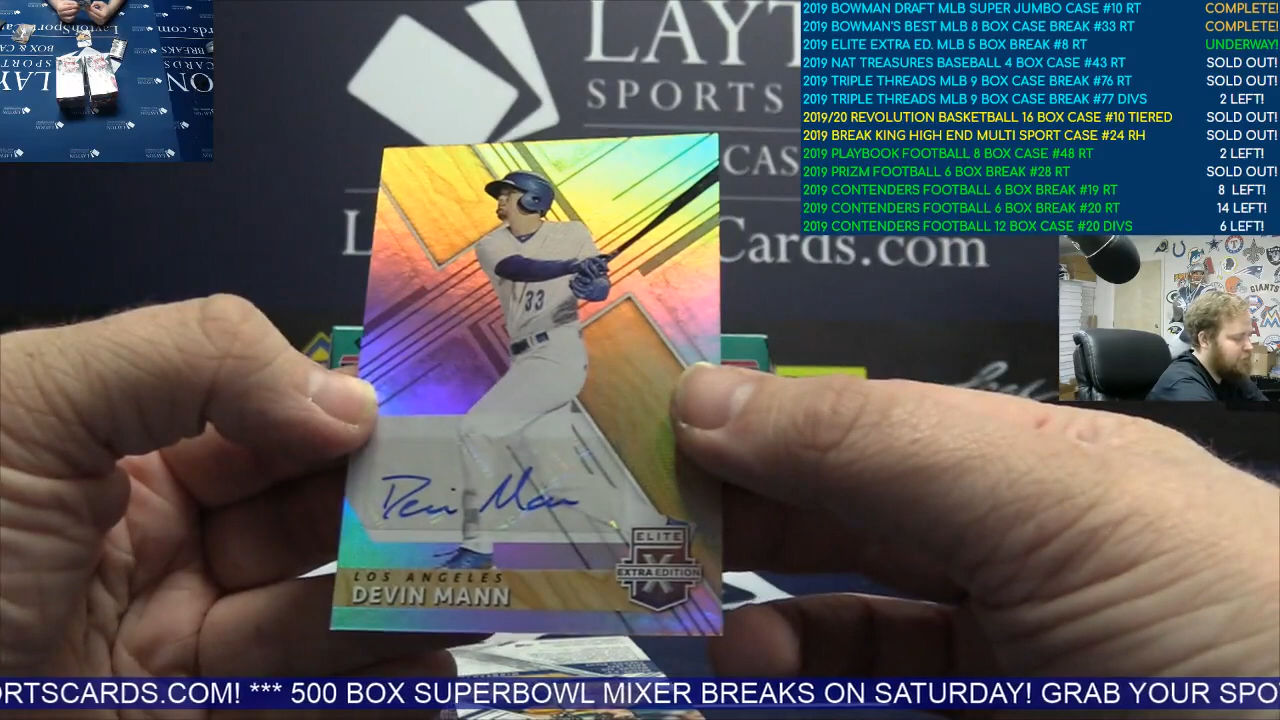 2019 BOWMAN DRAFT MLB SUPER JUMBO CASE #10 RT COMPLETE!
2019 BOWMAN'S BEST MLB 8 BOX CASE BREAK #33 RT COMPLETE!
2019 ELITE EXTRA ED. MLB 5 BOX BREAK #8 RT UNDERWAY!
2019 NAT TREASURES BASEBALL 4 BOX CASE #43 RT SOLD OUT!
2019 TRIPLE THREADS MLB 9 BOX CASE BREAK #76 RT SOLD OUT!
2019 TRIPLE THREADS MLB 9 BOX CASE BREAK #77 DIVS 2 LEFT!
2019/20 REVOLUTION BASKETBALL 16 BOX CASE #10 TIERED SOLD OUT!
2019 BREAK KING HIGH END MULTI SPORT CASE #24 RH SOLD OUT!
2019 PLAYBOOK FOOTBALL 8 BOX CASE #48 RT 2 LEFT!
2019 PRIZM FOOTBALL 6 BOX BREAK #28 RT SOLD OUT!
2019 CONTENDERS FOOTBALL 6 BOX BREAK #19 RT 8 LEFT!
2019 CONTENDERS FOOTBALL 6 BOX BREAK #20 RT 14 LEFT!
2019 CONTENDERS FOOTBALL 12 BOX CASE #20 DIVS 6 LEFT!
LAYT
SPORTS
CAS
L Cards.com
GIANTS
33
Devin Mann
ELITE
X
EXTRA EDITION
LOS ANGELES
DEVIN MANN
ORTSCARDS.COM! *** 500 BOX SUPERBOWL MIXER BREAKS ON SATURDAY! GRAB YOUR SPO